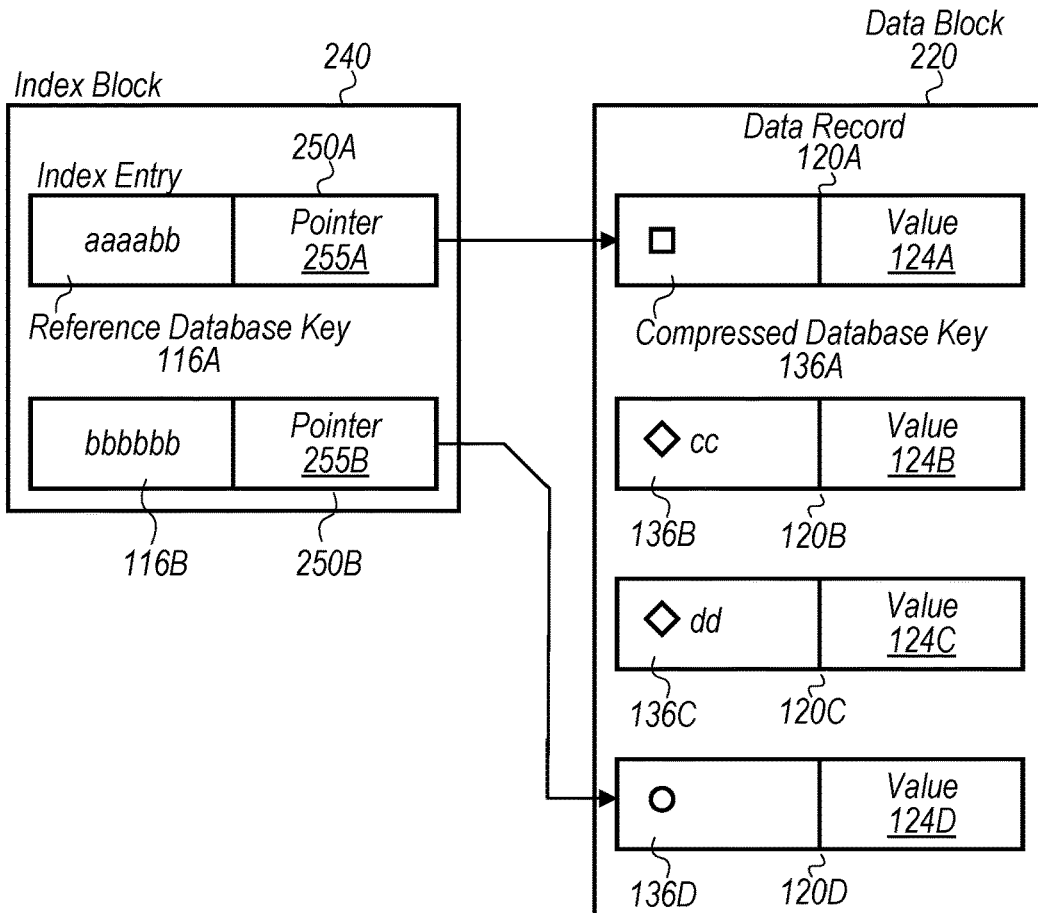 Data Block
220
240
Index Block
Data Record
120A
250A
Index Entry
aaaabb
Pointer
255A
Value
124A
Reference Database Key
116A
Compressed Database Key
136A
bbbbbb
Pointer
255B
cc
Value
124B
116B
250B
136B
120B
dd
Value
124C
136C
120C
Value
124D
136D
120D